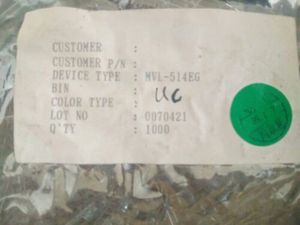 CUSTOMER :
CUSTOMER P/N :
DEVICE TYPE : MVL-514EG
BIN : UG
COLOR TYPE :
LOT NO : 0070421
Q'TY : 1000